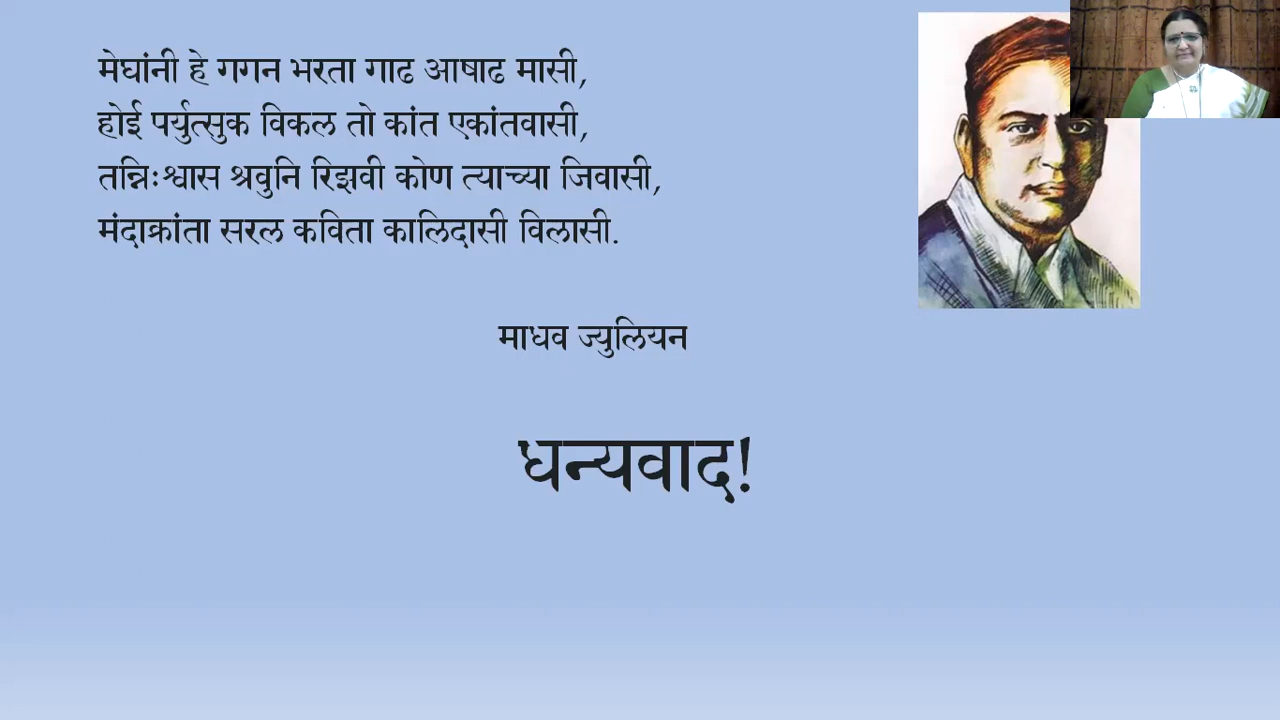 मेघांनी हे गगन भरता गाढ आषाढ मासी,
होई पर्युत्सुक विकल तो कांत एकांतवासी,
तन्निःश्वास श्रवुनि रिझवी कोण त्याच्या जिवासी,
मंदाक्रांता सरल कविता कालिदासी विलासी.
माधव ज्युलियन
धन्यवाद!